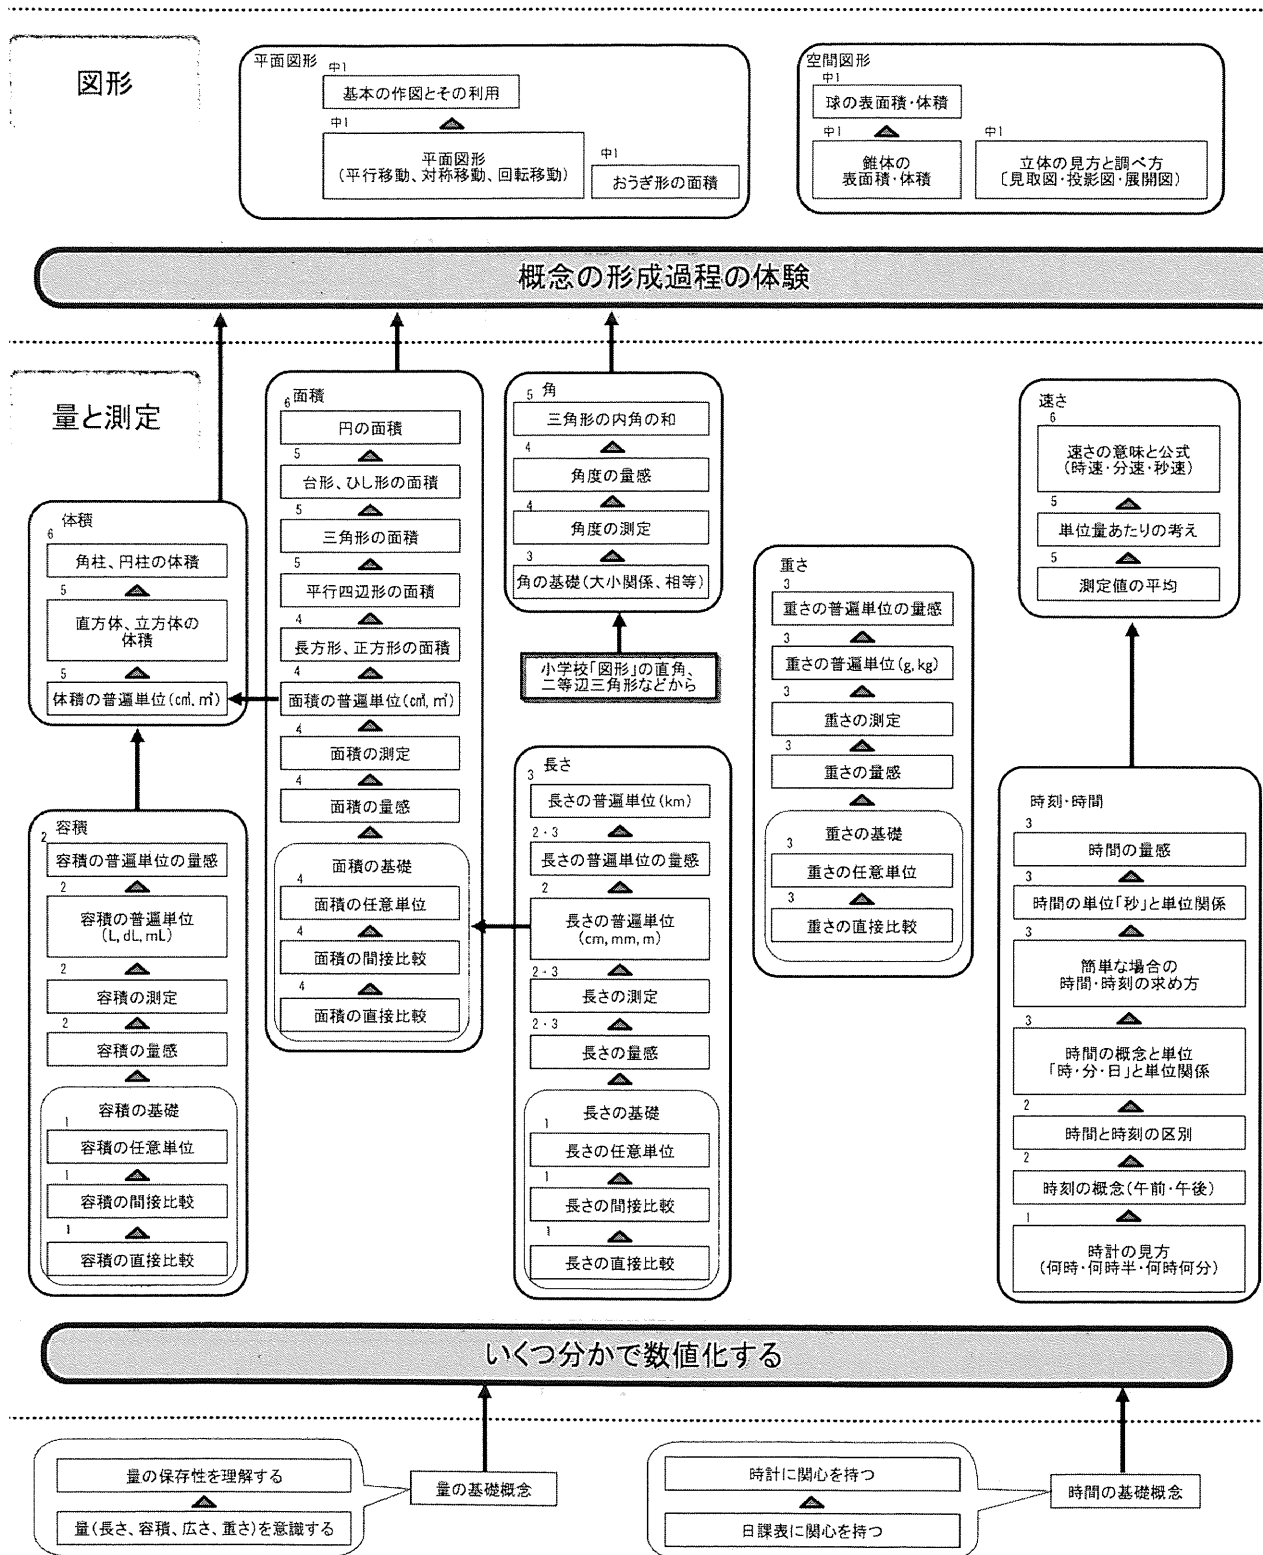 図形
平面図形
中1
基本の作図とその利用
中1
平面図形
(平行移動、対称移動、回転移動)
中1
おうぎ形の面積
空間図形
中1
球の表面積・体積
中1
錐体の
表面積・体積
中1
立体の見方と調べ方
〔見取図・投影図・展開図)
概念の形成過程の体験
量と測定
体積
6
角柱、円柱の体積
5
直方体、立方体の
体積
5
体積の普遍単位(㎤,㎥)
容積
2
容積の普遍単位の量感
2
容積の普遍単位
(L,dL,mL)
2
容積の測定
2
容積の量感
容積の基礎
1
容積の任意単位
1
容積の間接比較
1
容積の直接比較
面積
6
円の面積
5
台形、ひし形の面積
5
三角形の面積
5
平行四辺形の面積
4
長方形、正方形の面積
4
面積の普遍単位(㎠,㎡)
4
面積の測定
4
面積の量感
面積の基礎
4
面積の任意単位
4
面積の間接比較
4
面積の直接比較
角
5
三角形の内角の和
4
角度の量感
4
角度の測定
3
角の基礎(大小関係、相等)
小学校「図形」の直角、
二等辺三角形などから
長さ
3
長さの普遍単位(km)
2・3
長さの普遍単位の量感
2
長さの普遍単位
(cm,mm,m)
2・3
長さの測定
2・3
長さの量感
長さの基礎
1
長さの任意単位
1
長さの間接比較
1
長さの直接比較
重さ
3
重さの普遍単位の量感
3
重さの普遍単位(g,kg)
3
重さの測定
3
重さの量感
重さの基礎
3
重さの任意単位
3
重さの直接比較
速さ
6
速さの意味と公式
(時速・分速・秒速)
5
単位量あたりの考え
5
測定値の平均
時刻・時間
3
時間の量感
3
時間の単位「秒」と単位関係
3
簡単な場合の
時間・時刻の求め方
3
時間の概念と単位
「時・分・日」と単位関係
2
時間と時刻の区別
2
時刻の概念(午前・午後)
1
時計の見方
(何時・何時半・何時何分)
いくつ分かで数値化する
量の保存性を理解する
量(長さ、容積、広さ、重さ)を意識する
量の基礎概念
時計に関心を持つ
日課表に関心を持つ
時間の基礎概念